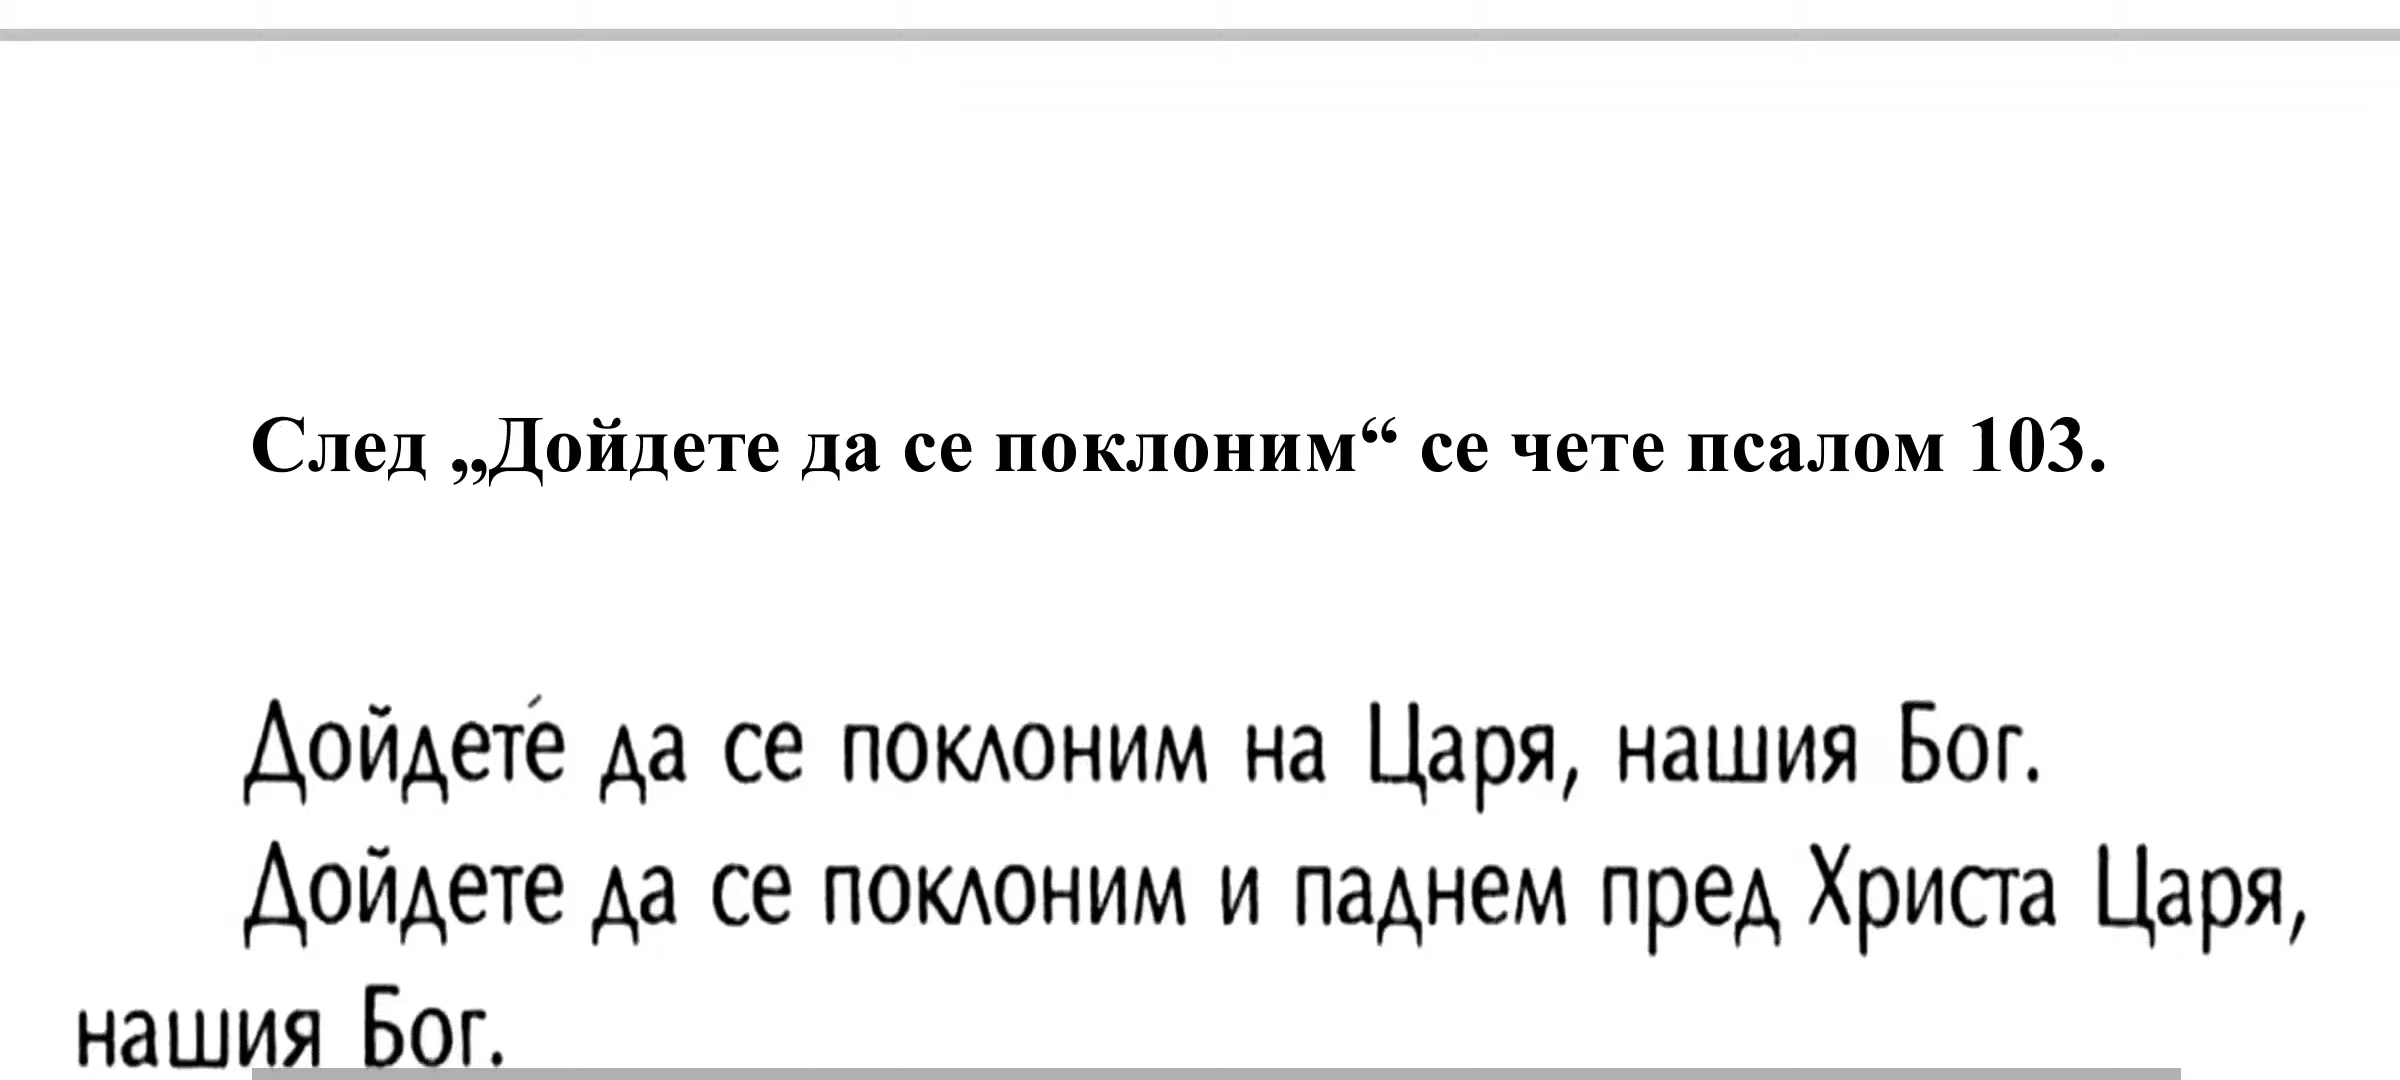 След „Дойдете да се поклоним“ се чете псалом 103.
Дойдете́ да се поклоним на Царя, нашия Бог.
Дойдете да се поклоним и паднем пред Христа Царя,
нашия Бог.